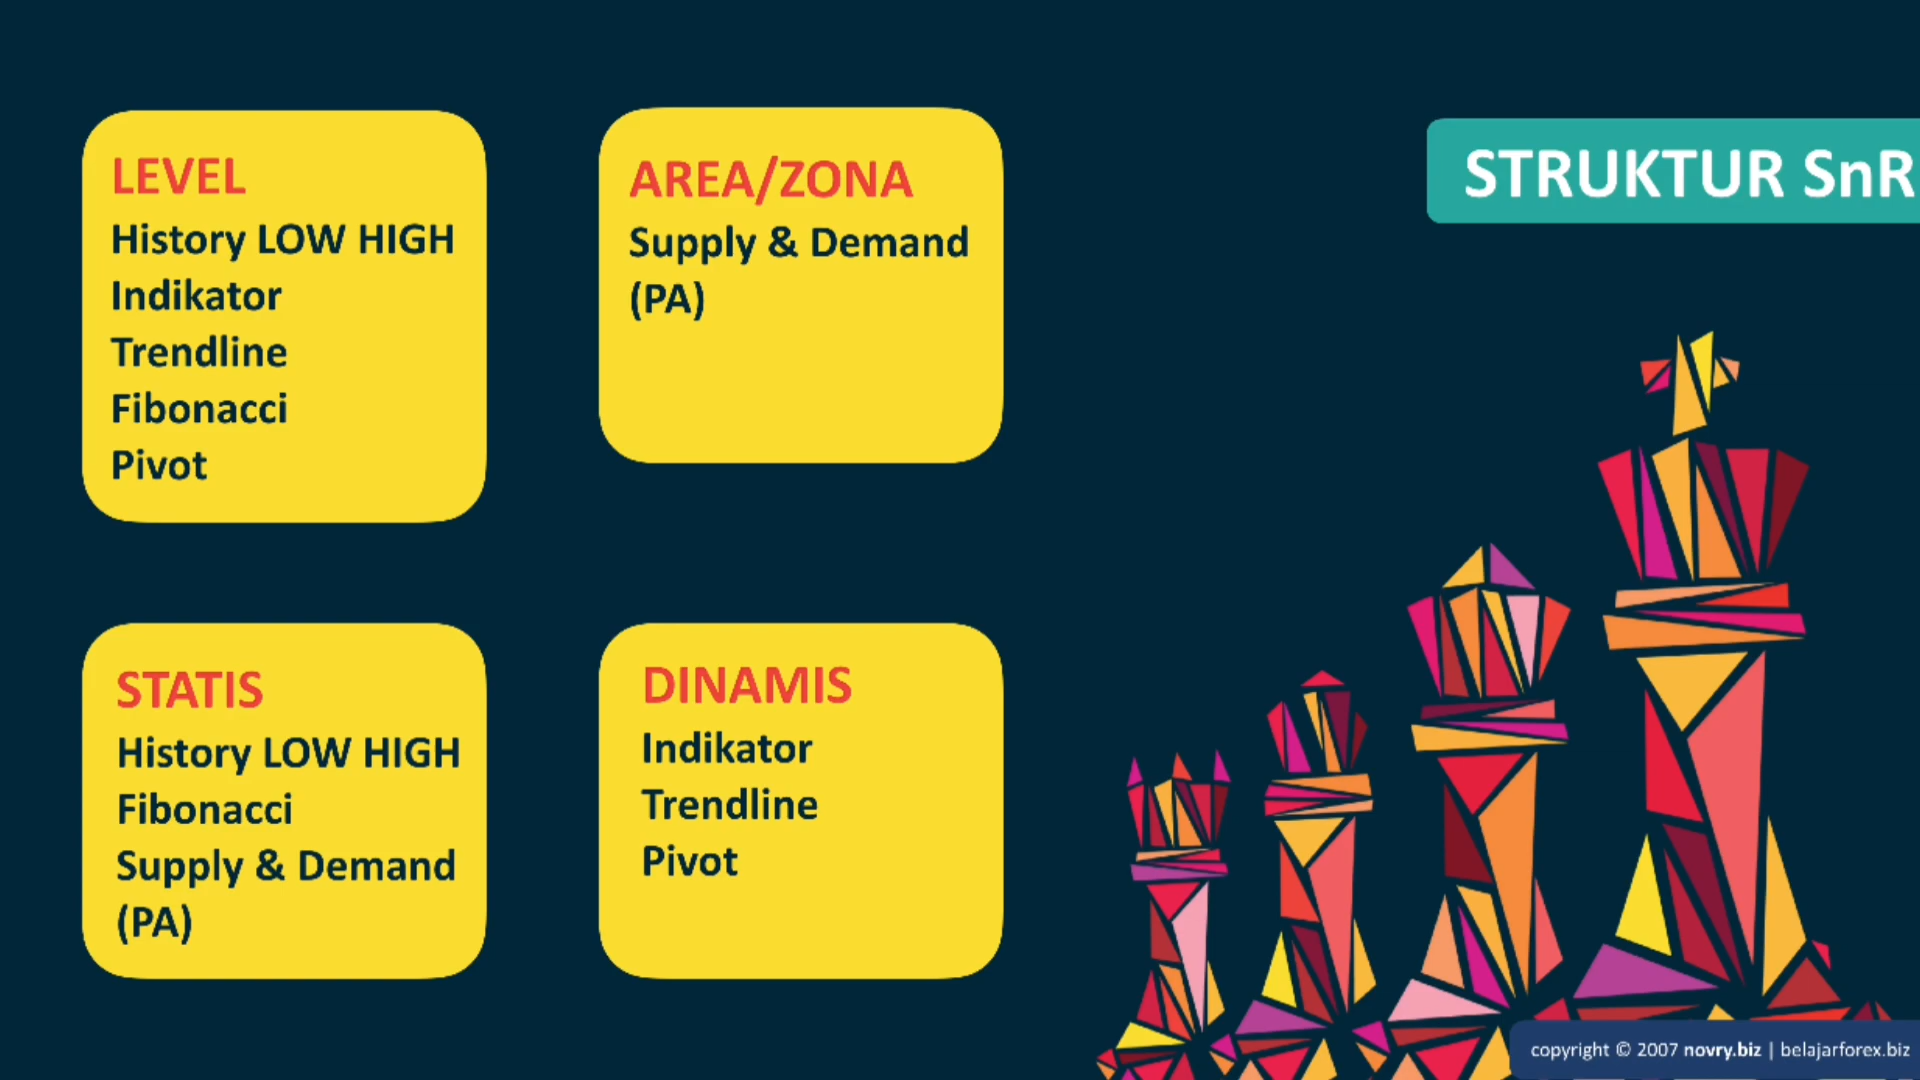 LEVEL
History LOW HIGH
Indikator
Trendline
Fibonacci
Pivot
AREA/ZONA
Supply & Demand
(PA)
STRUKTUR SnR
STATIS
History LOW HIGH
Fibonacci
Supply & Demand
(PA)
DINAMIS
Indikator
Trendline
Pivot
copyright © 2007 novry.biz | belajarforex.biz